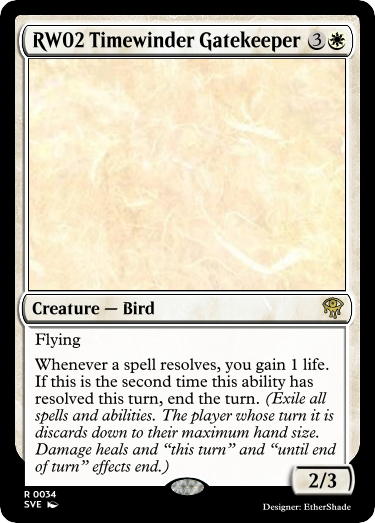 RW02 Timewinder Gatekeeper 3
Creature — Bird
Flying
Whenever a spell resolves, you gain 1 life.
If this is the second time this ability has
resolved this turn, end the turn. (Exile all
spells and abilities. The player whose turn it is
discards down to their maximum hand size.
Damage heals and “this turn” and “until end
of turn” effects end.)
2/3
R 0034
SVE
Designer: EtherShade